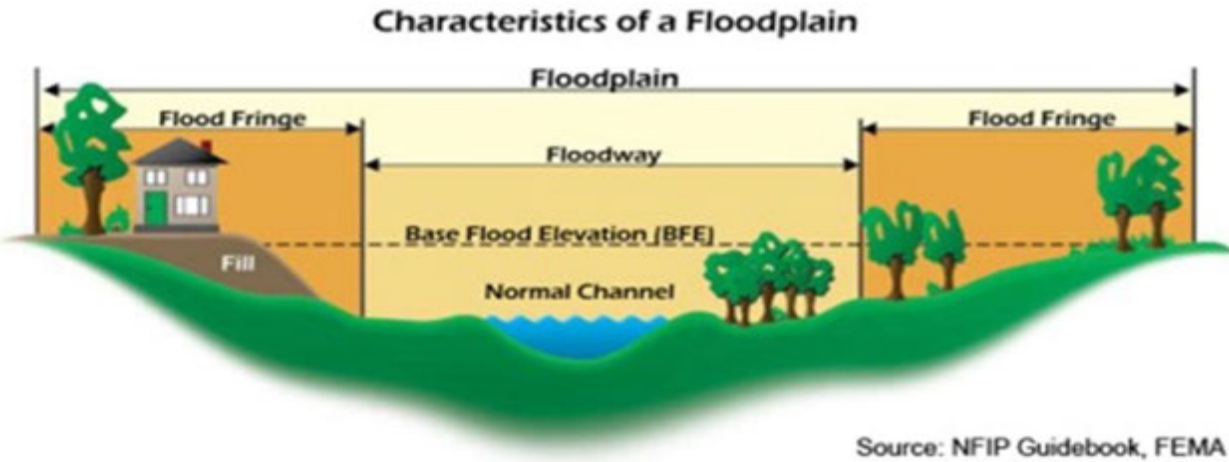 Characteristics of a Floodplain
Floodplain
Flood Fringe
Flood Fringe
Floodway
Base Flood Elevation (BFE)
Fill
Normal Channel
Source: NFIP Guidebook, FEMA